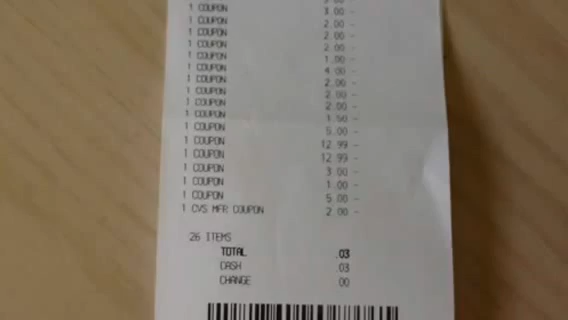 1 COUPON 3.00 -
1 COUPON 2.00 -
1 COUPON 2.00 -
1 COUPON 2.00 -
1 COUPON 1.00 -
1 COUPON 4.00 -
1 COUPON 2.00 -
1 COUPON 2.50 -
1 COUPON 2.00 -
1 COUPON 1.50 -
1 COUPON 5.00 -
1 COUPON 12.99 -
1 COUPON 12.99 -
1 COUPON 3.00 -
1 COUPON 1.00 -
1 COUPON 5.00 -
1 CVS MFR COUPON 2.00 -
26 ITEMS
TOTAL .03
CASH .03
CHANGE .00